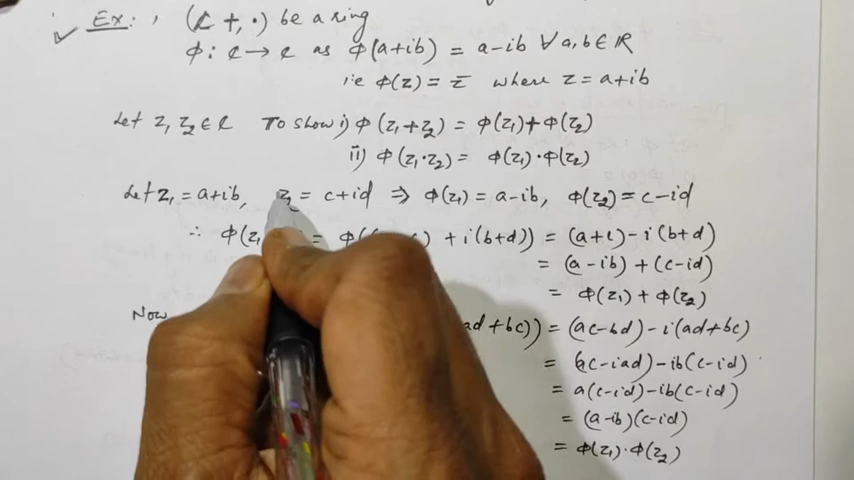 Ex: , (C +, ·) be a ring
ϕ : C → C as ϕ(a+ib) = a−ib ∀ a,b ∈ ℝ
i.e ϕ(z) = z̅ where z = a+ib
Let z₁ z₂ ∈ C To show i) ϕ(z₁+z₂) = ϕ(z₁)+ϕ(z₂)
ii) ϕ(z₁·z₂) = ϕ(z₁)·ϕ(z₂)
Let z₁ = a+ib, = c+id ⇒ ϕ(z₁) = a−ib, ϕ(z₂) = c−id
∴ ϕ(z₁ = ϕ(( ) + i(b+d)) = (a+c) − i(b+d)
= (a−ib) + (c−id)
= ϕ(z₁) + ϕ(z₂)
Now ad + bc)) = (ac−bd) − i(ad+bc)
= (ac−iad) − ib(c−id)
= a(c−id) − ib(c−id)
= (a−ib)(c−id)
= ϕ(z₁)·ϕ(z₂)